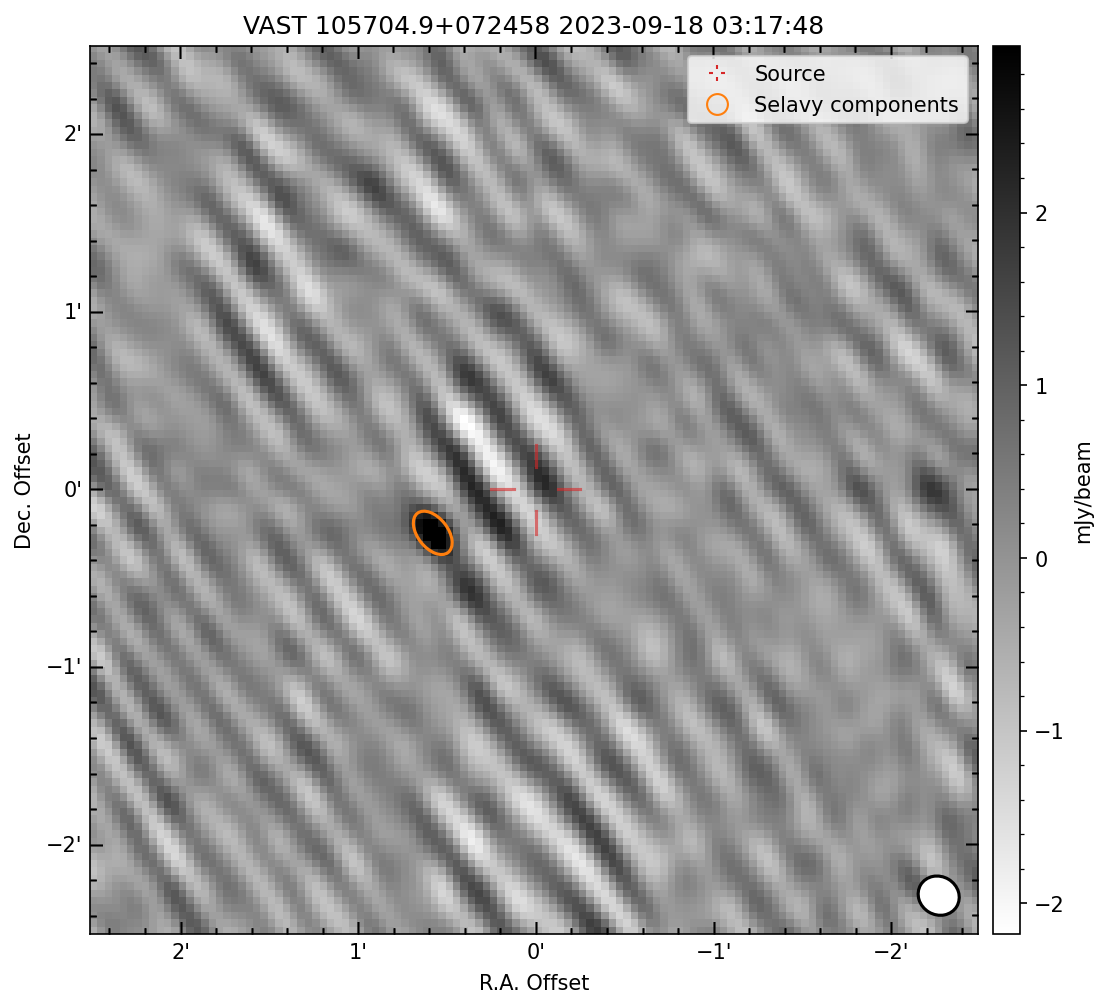 VAST 105704.9+072458 2023-09-18 03:17:48
Source
Selavy components
2'
1'
0'
−1'
−2'
2'
1'
0'
−1'
−2'
2
1
0
−1
−2
Dec. Offset
R.A. Offset
mJy/beam